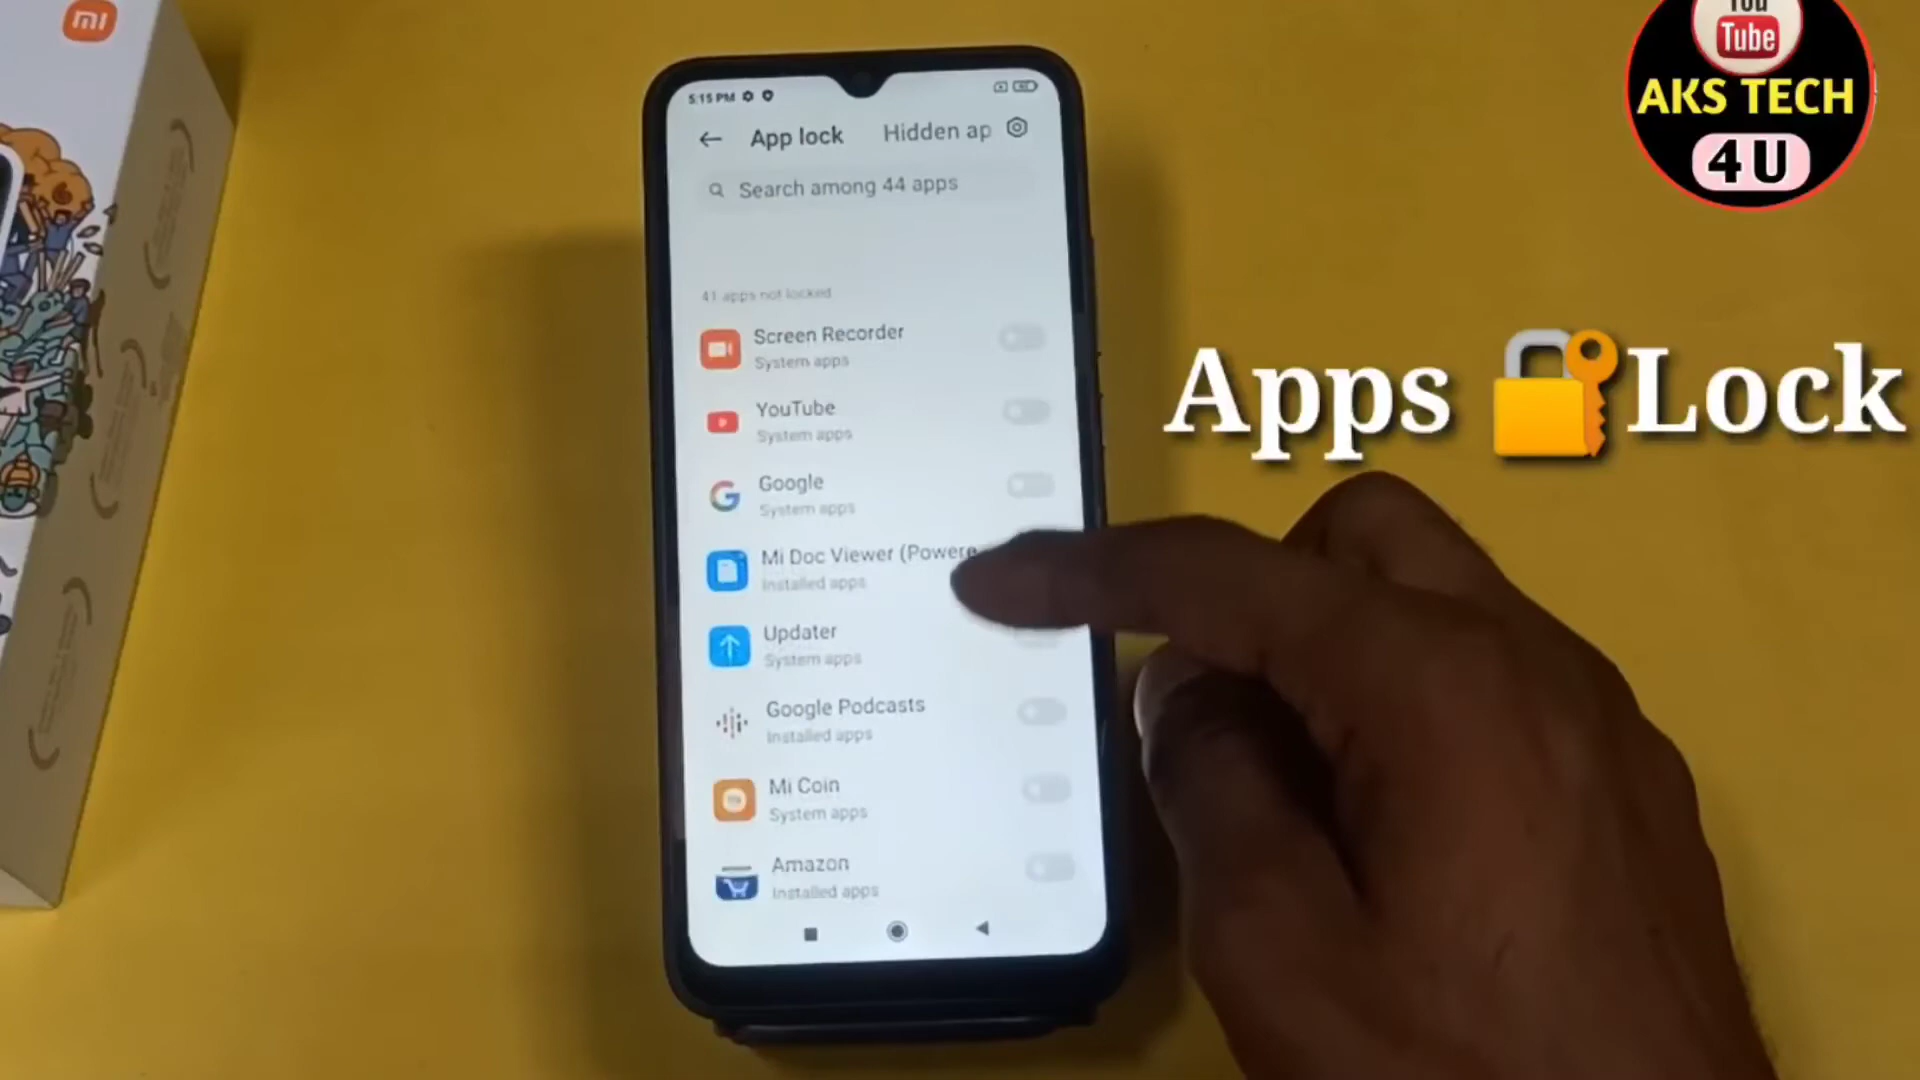 mi
You
Tube
AKS TECH
4 U
5:15 PM
App lock
Hidden ap
Search among 44 apps
41 apps not locked
Screen Recorder
System apps
YouTube
System apps
Google
System apps
Mi Doc Viewer (Powere
Installed apps
Updater
System apps
Google Podcasts
Installed apps
Mi Coin
System apps
Amazon
Installed apps
Apps 🔐Lock